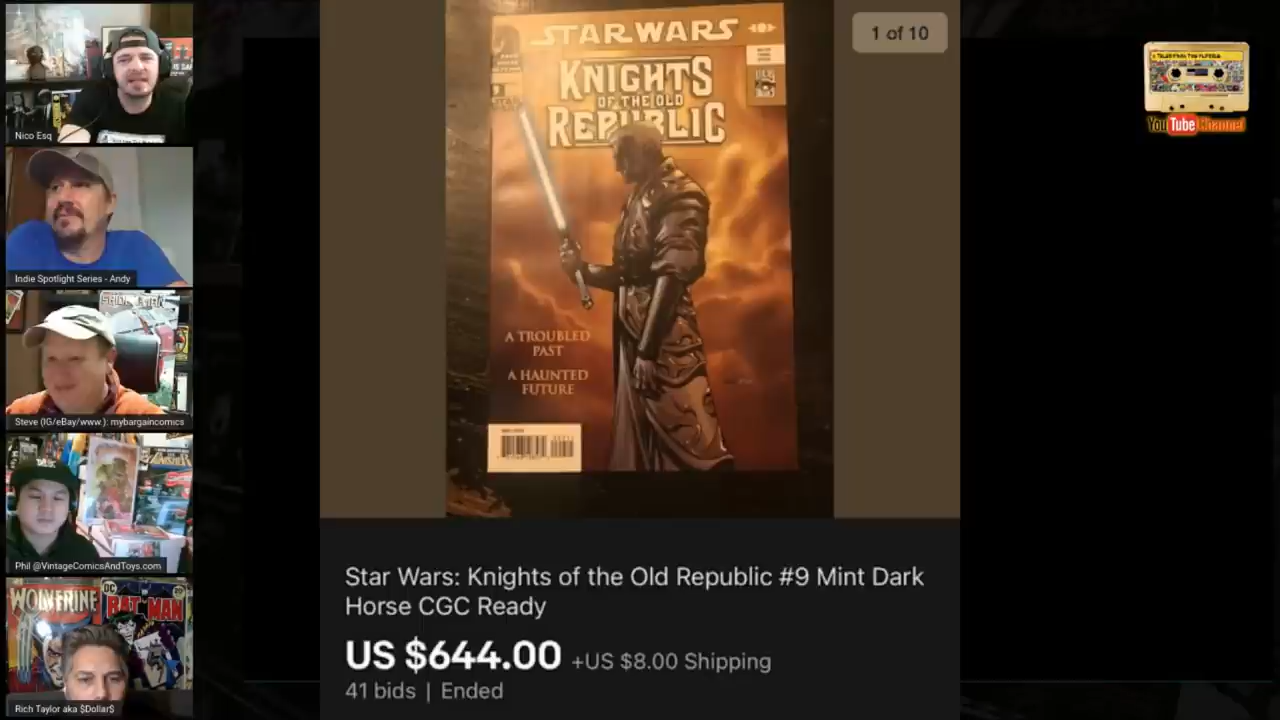 Nico Esq
Indie Spotlight Series - Andy
Steve (IG/eBay/www.): mybargaincomics
Phil @VintageComicsAndToys.com
WOLVERINE
DC
BATMAN
Rich Taylor aka $Dollar$
STAR WARS
KNIGHTS
OF THE OLD
REPUBLIC
A TROUBLED
PAST
A HAUNTED
FUTURE
1 of 10
Star Wars: Knights of the Old Republic #9 Mint Dark
Horse CGC Ready
US $644.00 +US $8.00 Shipping
41 bids | Ended
YouTube Channel